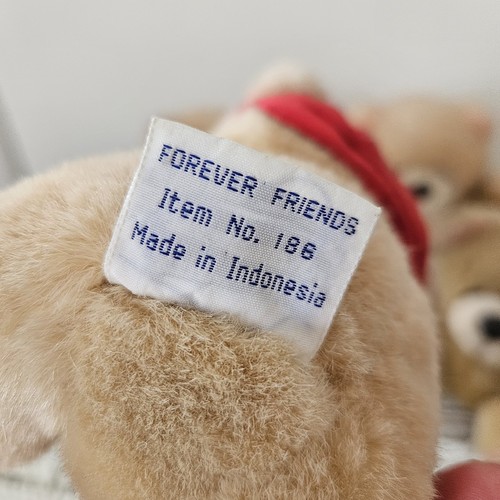 FOREVER FRIENDS
Item No. 186
Made in Indonesia